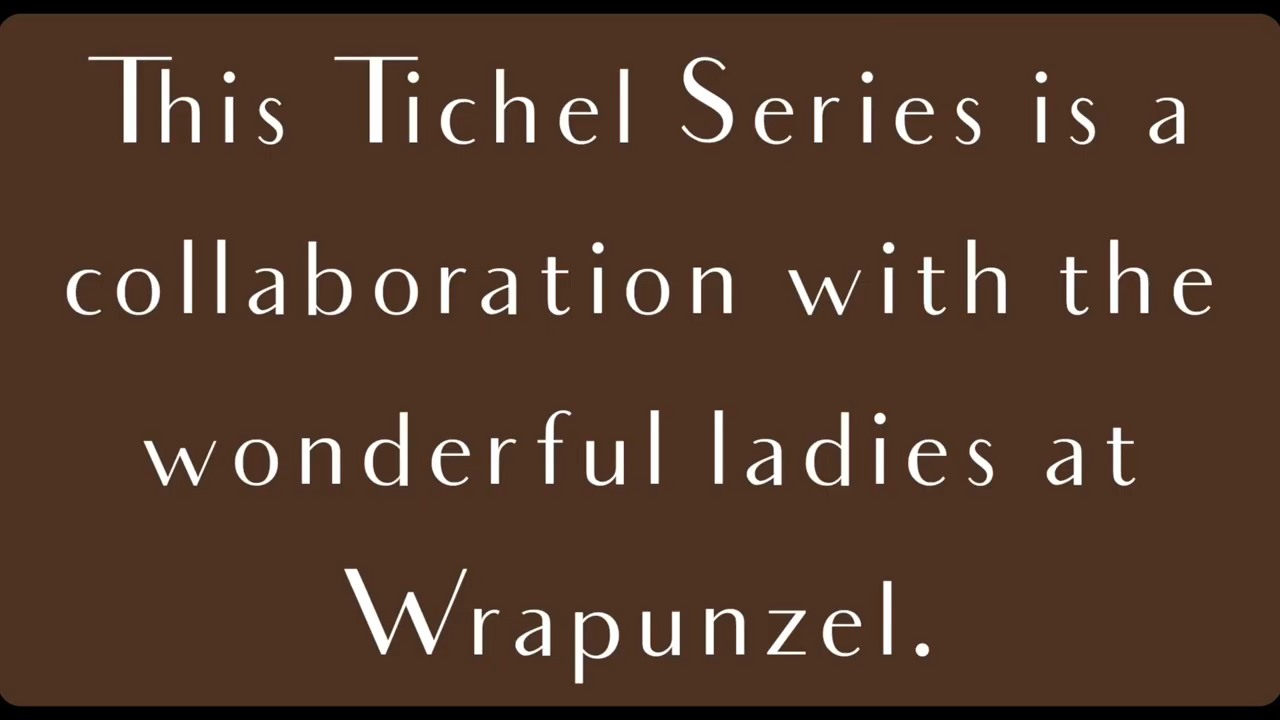 This Tichel Series is a
collaboration with the
wonderful ladies at
Wrapunzel.